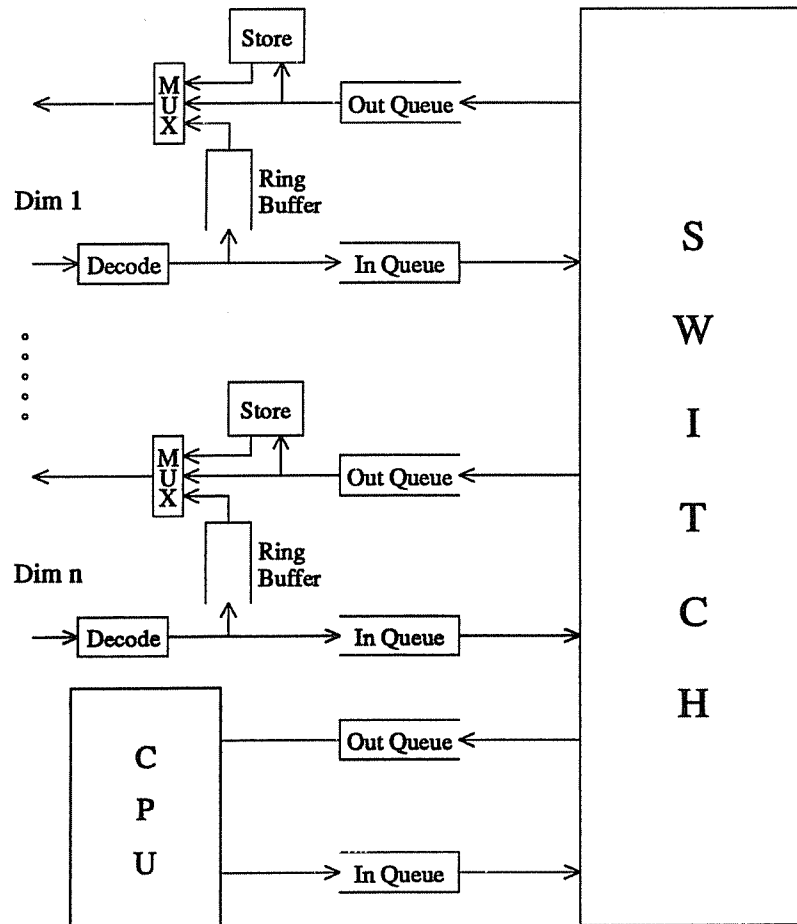 Store
M
U
X
Out Queue
Ring
Buffer
Dim 1
Decode
In Queue
Store
M
U
X
Out Queue
Ring
Buffer
Dim n
Decode
In Queue
Out Queue
In Queue
C
P
U
S
W
I
T
C
H